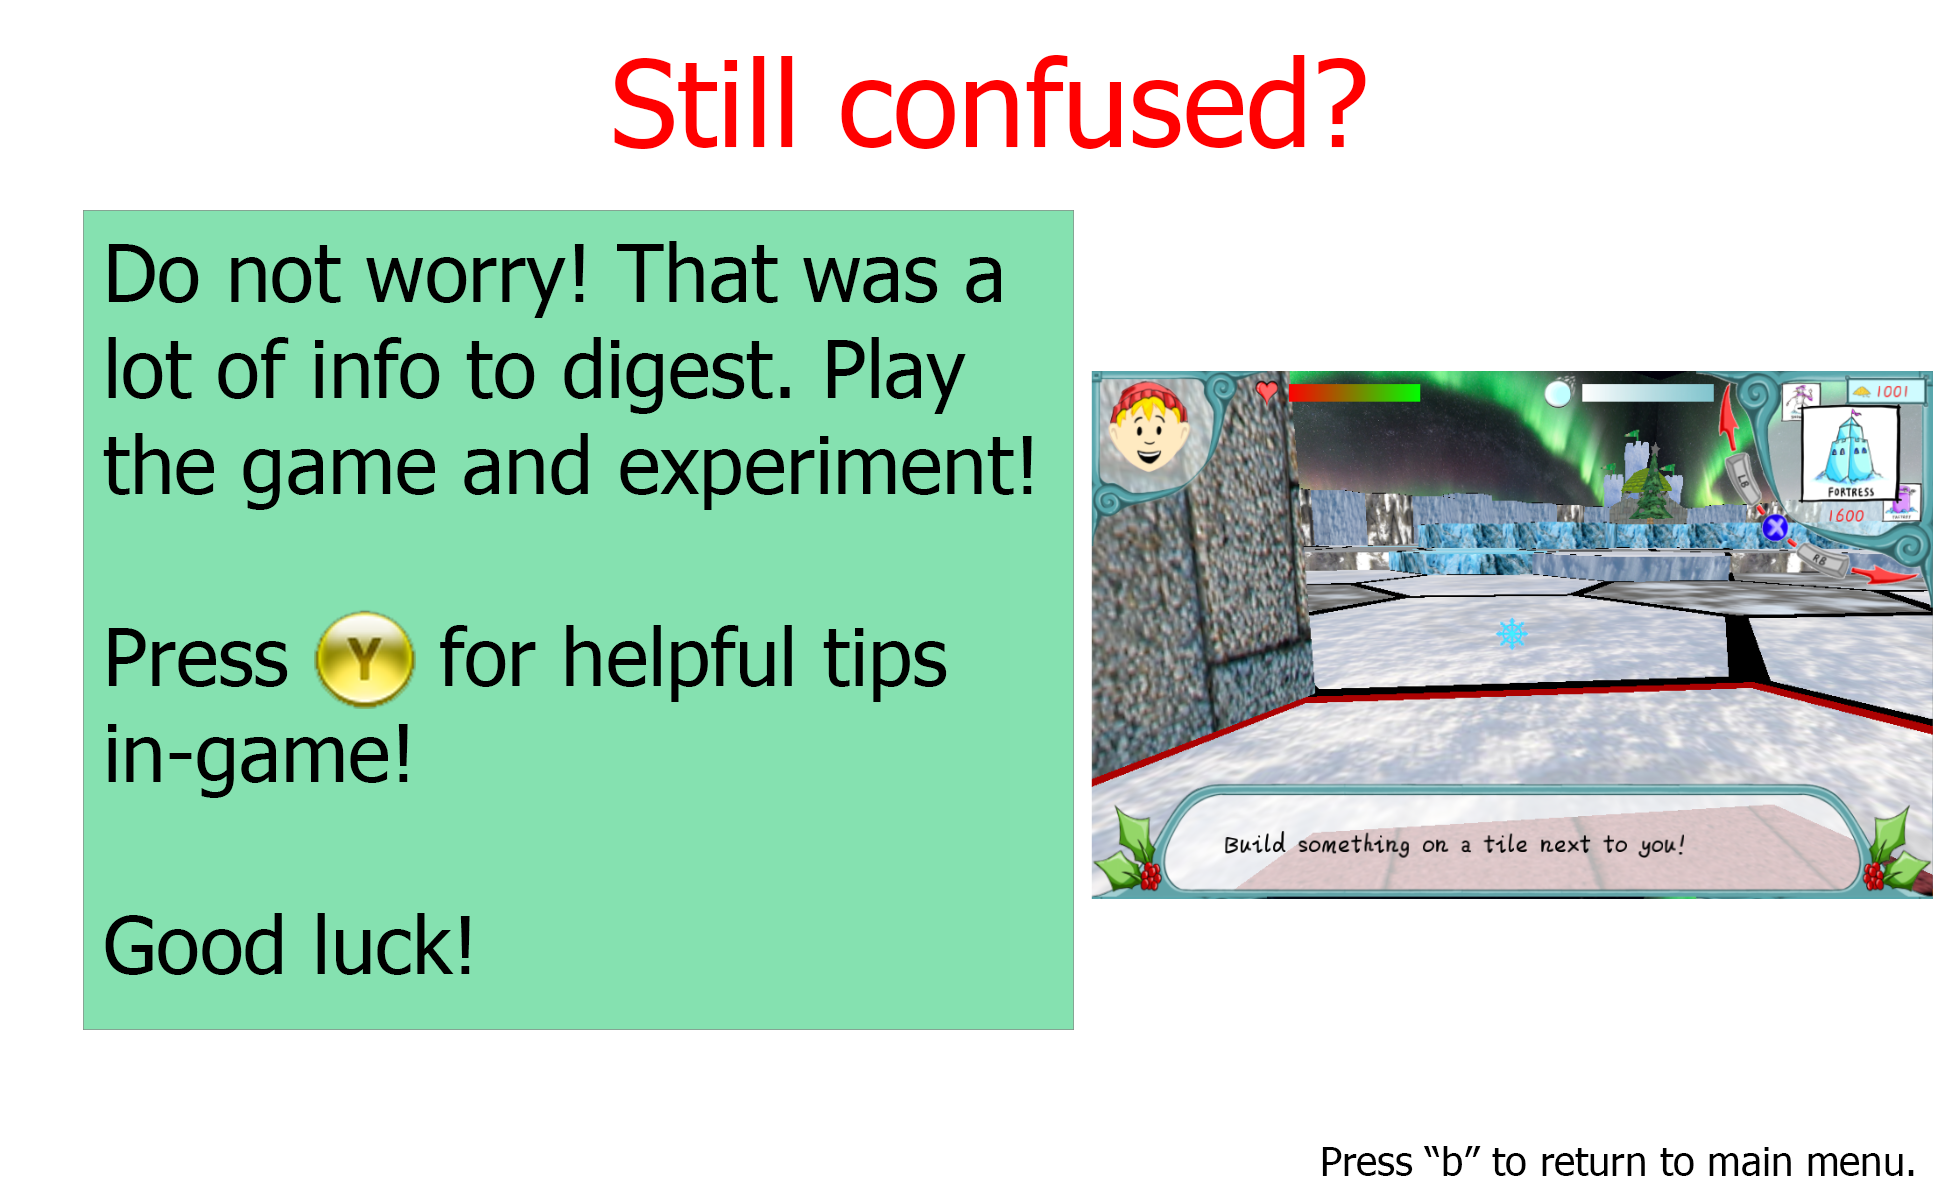 Still confused?
Do not worry! That was a
lot of info to digest. Play
the game and experiment!
Press Y for helpful tips
in-game!
Good luck!
1001
FORTRESS
1600
LB
X
RB
Build something on a tile next to you!
Press “b” to return to main menu.